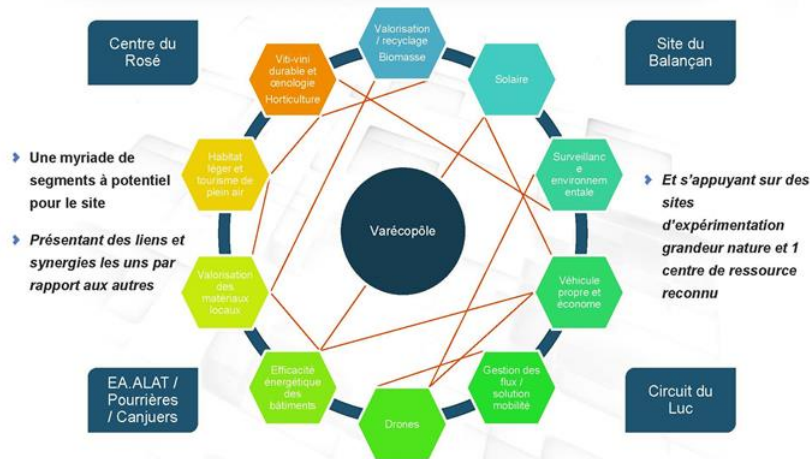 Centre du
Rosé
Valorisation
/ recyclage
Biomasse
Site du
Balançan
Viti-vini
durable et
œnologie
Horticulture
Solaire
Une myriade de
segments à potentiel
pour le site
Présentant des liens et
synergies les uns par
rapport aux autres
Habitat
léger et
tourisme de
plein air
Surveillanc
e
environnem
entale
Varécopôle
Et s'appuyant sur des
sites
d'expérimentation
grandeur nature et 1
centre de ressource
reconnu
Valorisation
des
matériaux
locaux
Véhicule
propre et
économe
EA.ALAT /
Pourrières
/ Canjuers
Efficacité
énergétique
des
bâtiments
Drones
Gestion des
flux /
solution
mobilité
Circuit du
Luc